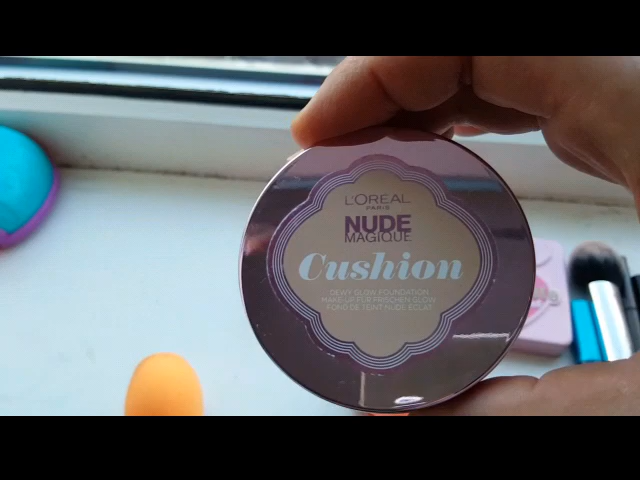 L'ORÉAL
PARIS
NUDE
MAGIQUE
Cushion
DEWY GLOW FOUNDATION
MAKE-UP FÜR FRISCHEN GLOW
FOND DE TEINT NUDE ÉCLAT